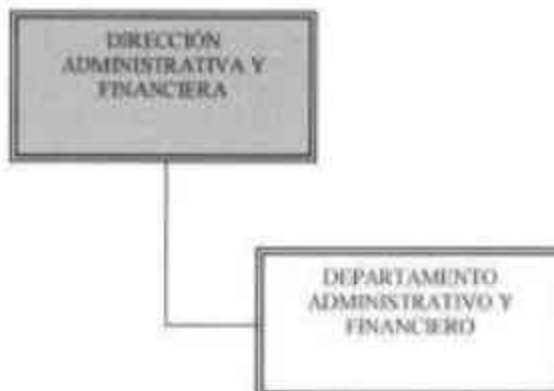 DIRECCIÓN
ADMINISTRATIVA Y
FINANCIERA
DEPARTAMENTO
ADMINISTRATIVO Y
FINANCIERO